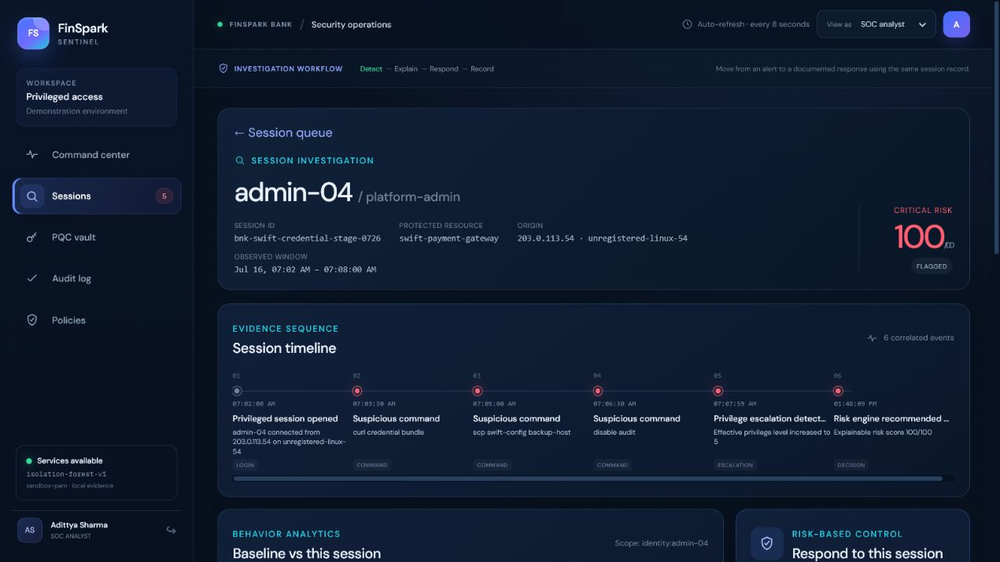 FS
FinSpark
SENTINEL
WORKSPACE
Privileged access
Demonstration environment
Command center
Sessions
5
PQC vault
Audit log
Policies
Services available
isolation-forest-v1
sandbox-pam · local evidence
AS
Adittya Sharma
SOC ANALYST
FINSPARK BANK / Security operations
Auto-refresh · every 8 seconds
View as SOC analyst
A
INVESTIGATION WORKFLOW
Detect → Explain → Respond → Record
Move from an alert to a documented response using the same session record.
← Session queue
SESSION INVESTIGATION
admin-04 / platform-admin
SESSION ID
bnk-swift-credential-stage-0726
PROTECTED RESOURCE
swift-payment-gateway
ORIGIN
203.0.113.54 · unregistered-linux-54
OBSERVED WINDOW
Jul 16, 07:02 AM – 07:08:00 AM
CRITICAL RISK
100/100
FLAGGED
EVIDENCE SEQUENCE
Session timeline
6 correlated events
01
07:02:00 AM
Privileged session opened
admin-04 connected from
203.0.113.54 on unregistered-linux-
54
LOGIN
02
07:03:30 AM
Suspicious command
curl credential bundle
COMMAND
03
07:05:00 AM
Suspicious command
scp swift-config backup-host
COMMAND
04
07:06:30 AM
Suspicious command
disable audit
COMMAND
05
07:07:59 AM
Privilege escalation detect...
Effective privilege level increased to
5
ESCALATION
06
01:48:09 PM
Risk engine recommended ...
Explainable risk score 100/100
DECISION
BEHAVIOR ANALYTICS
Baseline vs this session
Scope: identity:admin-04
RISK-BASED CONTROL
Respond to this session